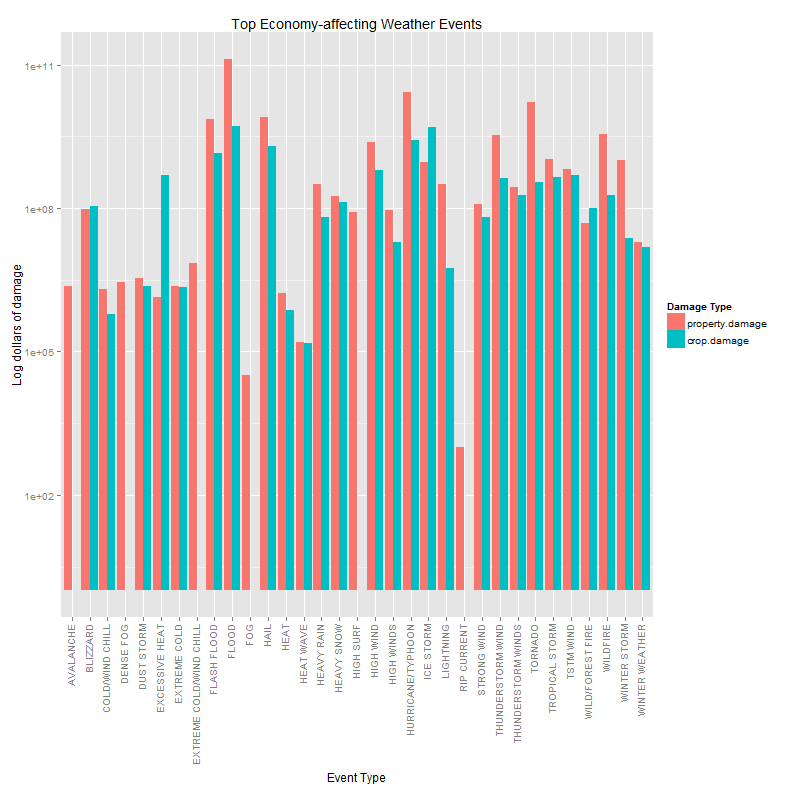 Top Economy-affecting Weather Events
1e+11
1e+08
1e+05
1e+02
Log dollars of damage
AVALANCHE
BLIZZARD
COLD/WIND CHILL
DENSE FOG
DUST STORM
EXCESSIVE HEAT
EXTREME COLD
EXTREME COLD/WIND CHILL
FLASH FLOOD
FLOOD
FOG
HAIL
HEAT
HEAT WAVE
HEAVY RAIN
HEAVY SNOW
HIGH SURF
HIGH WIND
HIGH WINDS
HURRICANE/TYPHOON
ICE STORM
LIGHTNING
RIP CURRENT
STRONG WIND
THUNDERSTORM WIND
THUNDERSTORM WINDS
TORNADO
TROPICAL STORM
TSTM WIND
WILD/FOREST FIRE
WILDFIRE
WINTER STORM
WINTER WEATHER
Event Type
Damage Type
property.damage
crop.damage